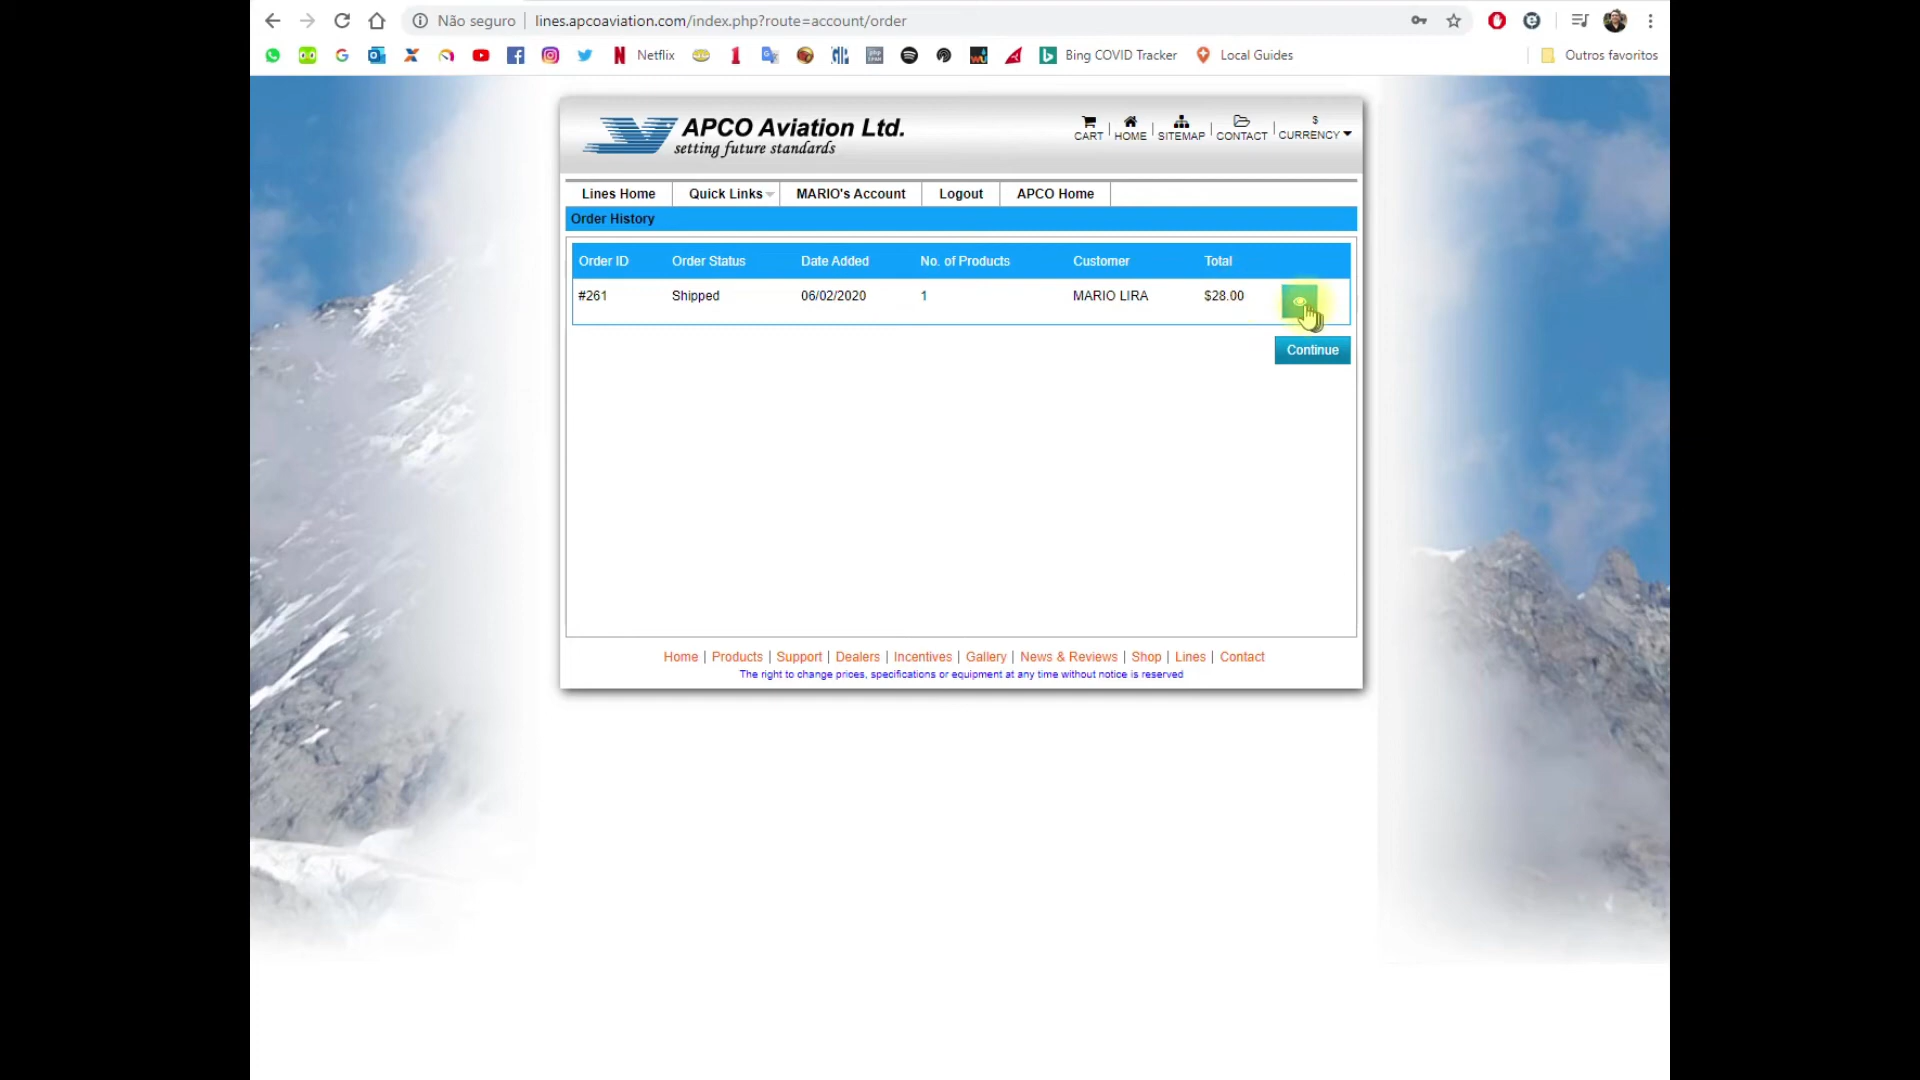 Não seguro lines.apcoaviation.com/index.php?route=account/order
Netflix Bing COVID Tracker Local Guides Outros favoritos
APCO Aviation Ltd.
setting future standards
CART HOME SITEMAP CONTACT $ CURRENCY
Lines Home Quick Links MARIO's Account Logout APCO Home
Order History
Order ID Order Status Date Added No. of Products Customer Total
#261 Shipped 06/02/2020 1 MARIO LIRA $28.00
Continue
Home | Products | Support | Dealers | Incentives | Gallery | News & Reviews | Shop | Lines | Contact
The right to change prices, specifications or equipment at any time without notice is reserved